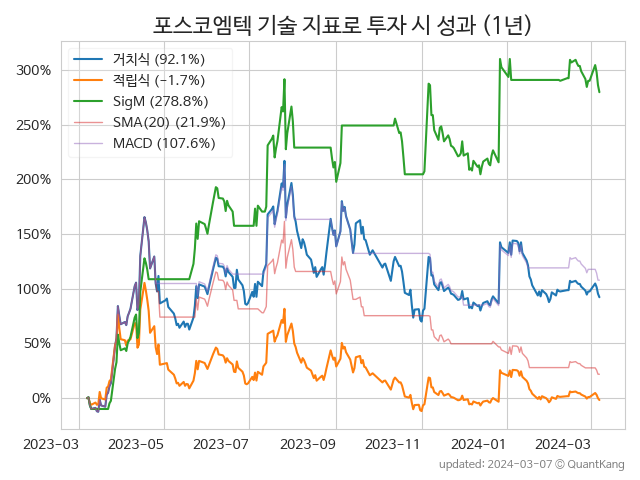 포스코엠텍 기술 지표로 투자 시 성과 (1년)
거치식 (92.1%)
적립식 (−1.7%)
SigM (278.8%)
SMA(20) (21.9%)
MACD (107.6%)
300%
250%
200%
150%
100%
50%
0%
2023-03 2023-05 2023-07 2023-09 2023-11 2024-01 2024-03
updated: 2024-03-07 © QuantKang